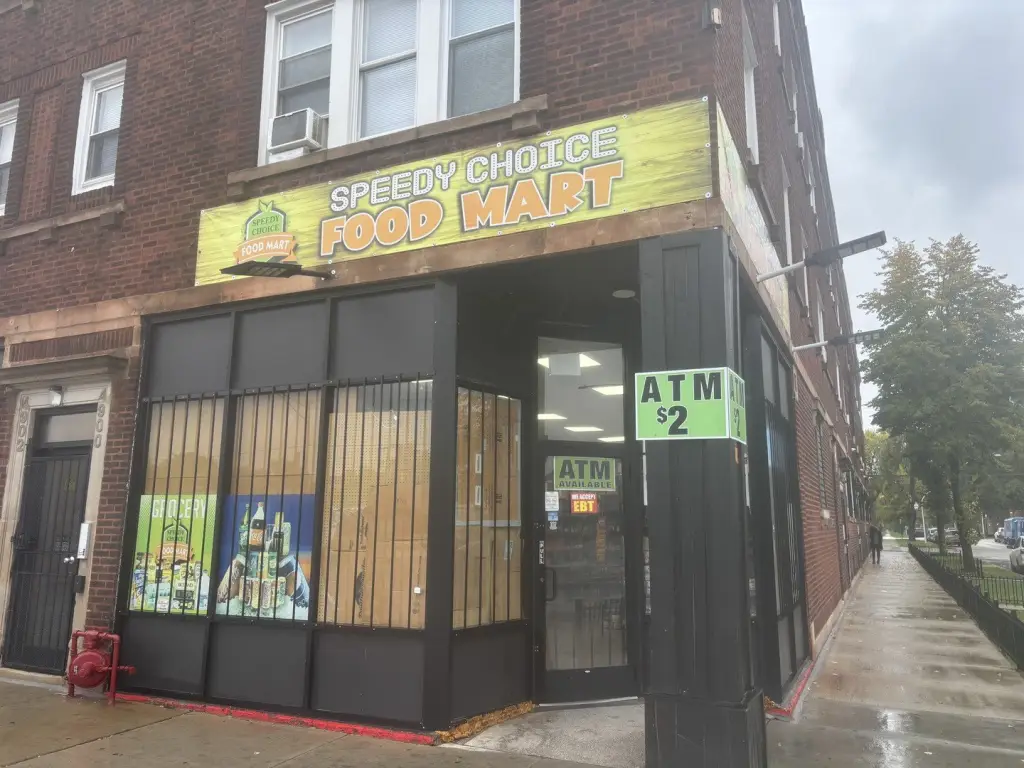 SPEEDY CHOICE
FOOD MART
SPEEDY
CHOICE
FOOD MART
ATM
$2
ATM
AVAILABLE
WE ACCEPT
EBT
GROCERY